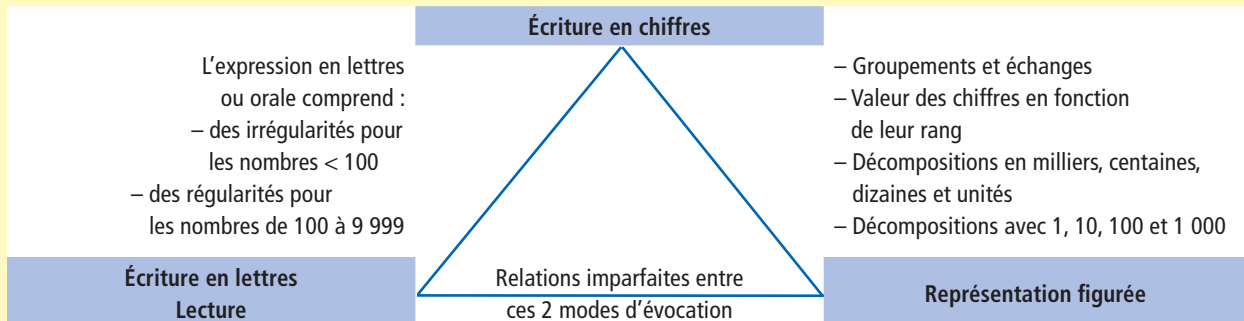 Écriture en chiffres
L’expression en lettres
ou orale comprend :
– des irrégularités pour
les nombres < 100
– des régularités pour
les nombres de 100 à 9 999
– Groupements et échanges
– Valeur des chiffres en fonction
de leur rang
– Décompositions en milliers, centaines,
dizaines et unités
– Décompositions avec 1, 10, 100 et 1 000
Écriture en lettres
Lecture
Relations imparfaites entre
ces 2 modes d’évocation
Représentation figurée